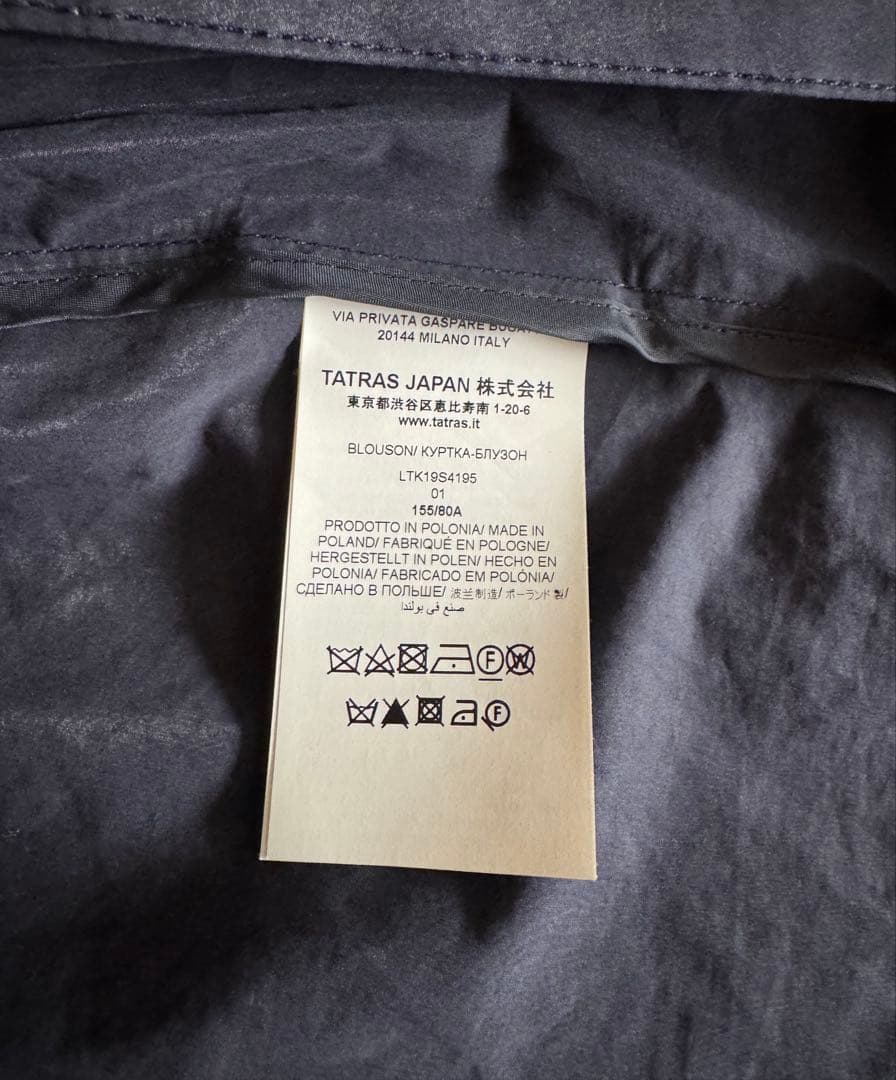 VIA PRIVATA GASPARE
20144 MILANO ITALY
TATRAS JAPAN 株式会社
東京都渋谷区恵比寿南 1-20-6
www.tatras.it
BLOUSON/ КУРТКА-БЛУЗОН
LTK19S4195
01
155/80A
PRODOTTO IN POLONIA/ MADE IN
POLAND/ FABRIQUÉ EN POLOGNE/
HERGESTELLT IN POLEN/ HECHO EN
POLONIA/ FABRICADO EM POLÓNIA/
СДЕЛАНО В ПОЛЬШЕ/ 波兰制造/ ポーランド製/
صنع في بولندا
F W
F